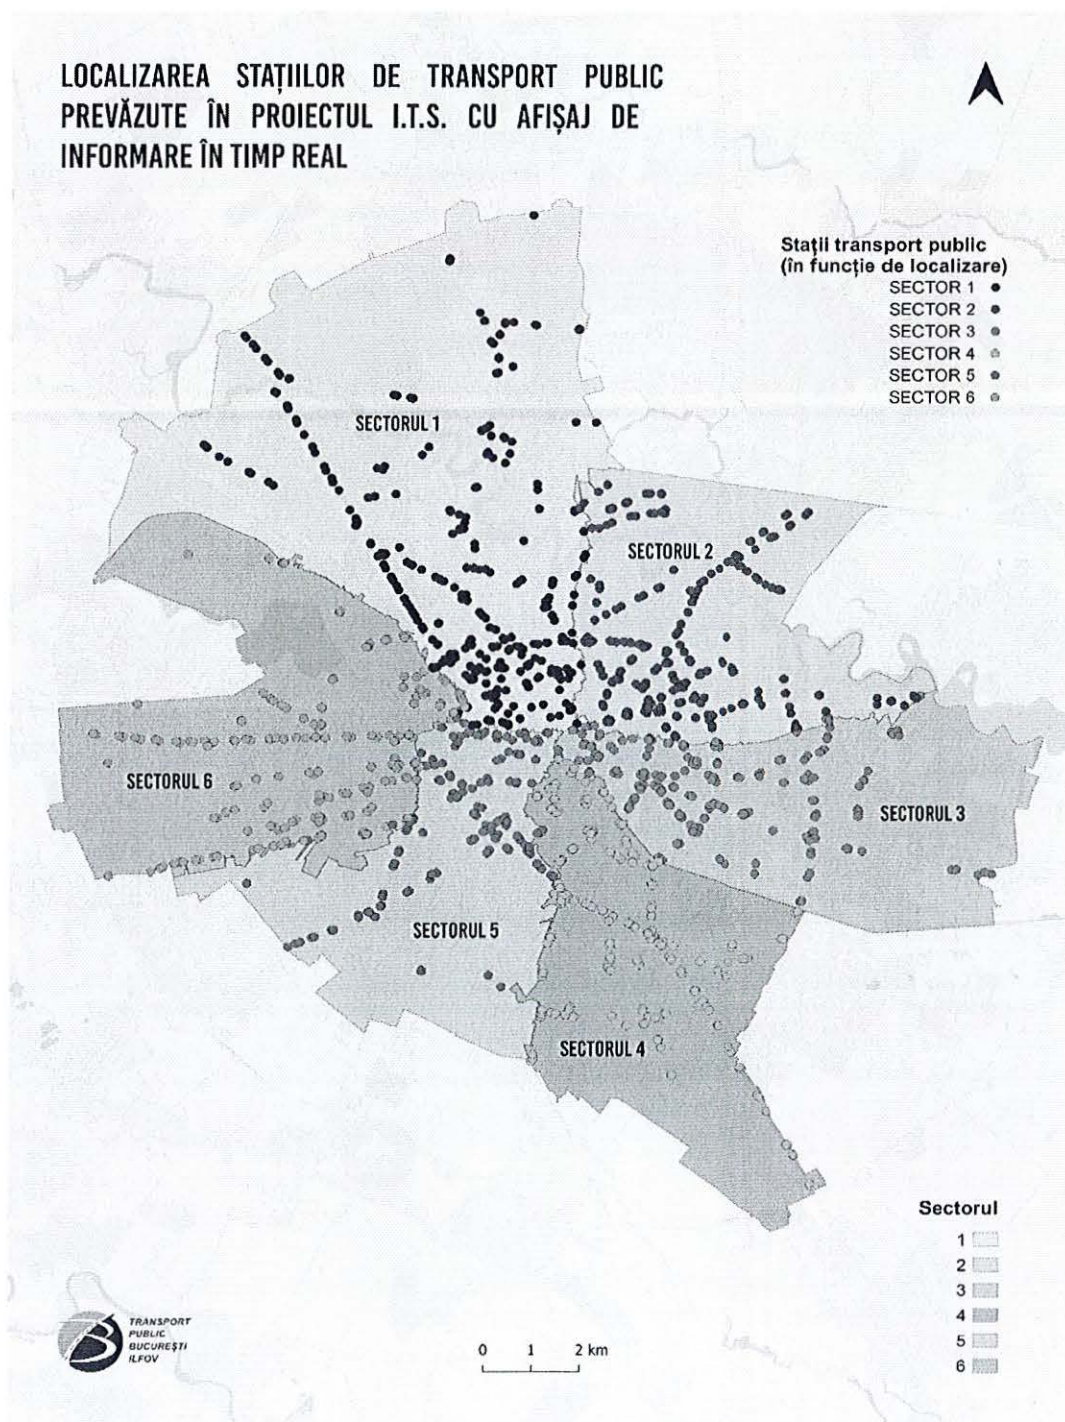 LOCALIZAREA STAȚIILOR DE TRANSPORT PUBLIC
PREVĂZUTE ÎN PROIECTUL I.T.S. CU AFIȘAJ DE
INFORMARE ÎN TIMP REAL
Stații transport public
(în funcție de localizare)
SECTOR 1
SECTOR 2
SECTOR 3
SECTOR 4
SECTOR 5
SECTOR 6
SECTORUL 1
SECTORUL 2
SECTORUL 6
SECTORUL 3
SECTORUL 5
SECTORUL 4
Sectorul
1
2
3
4
5
6
TRANSPORT
PUBLIC
BUCUREȘTI
ILFOV
0 1 2 km